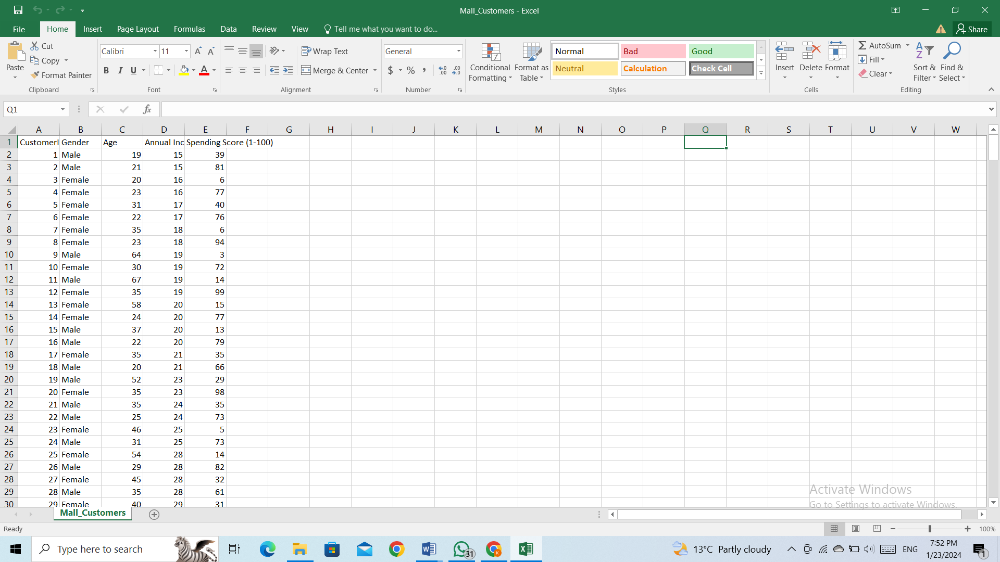 Mall_Customers - Excel
File Home Insert Page Layout Formulas Data Review View Tell me what you want to do... Share
Cut
Copy
Format Painter
Paste
Clipboard
Calibri 11 A A
B I U A
Font
Wrap Text
Merge & Center
Alignment
General
$ % , .00 .00
Number
Conditional Formatting
Format as Table
Normal Bad Good
Neutral Calculation Check Cell
Styles
Insert Delete Format
Cells
AutoSum
Fill
Clear
Sort & Filter
Find & Select
Editing
Q1 fx
A B C D E F G H I J K L M N O P Q R S T U V W
1 CustomerI Gender Age Annual Inc Spending Score (1-100)
2 1 Male 19 15 39
3 2 Male 21 15 81
4 3 Female 20 16 6
5 4 Female 23 16 77
6 5 Female 31 17 40
7 6 Female 22 17 76
8 7 Female 35 18 6
9 8 Female 23 18 94
10 9 Male 64 19 3
11 10 Female 30 19 72
12 11 Male 67 19 14
13 12 Female 35 19 99
14 13 Female 58 20 15
15 14 Female 24 20 77
16 15 Male 37 20 13
17 16 Male 22 20 79
18 17 Female 35 21 35
19 18 Male 20 21 66
20 19 Male 52 23 29
21 20 Female 35 23 98
22 21 Male 35 24 35
23 22 Male 25 24 73
24 23 Female 46 25 5
25 24 Male 31 25 73
26 25 Female 54 28 14
27 26 Male 29 28 82
28 27 Female 45 28 32
29 28 Male 35 28 61
30 29 Female 40 29 31
Activate Windows
Go to Settings to activate Windows.
Mall_Customers
Ready 100%
Type here to search 31 13°C Partly cloudy ENG 7:52 PM 1/23/2024 1